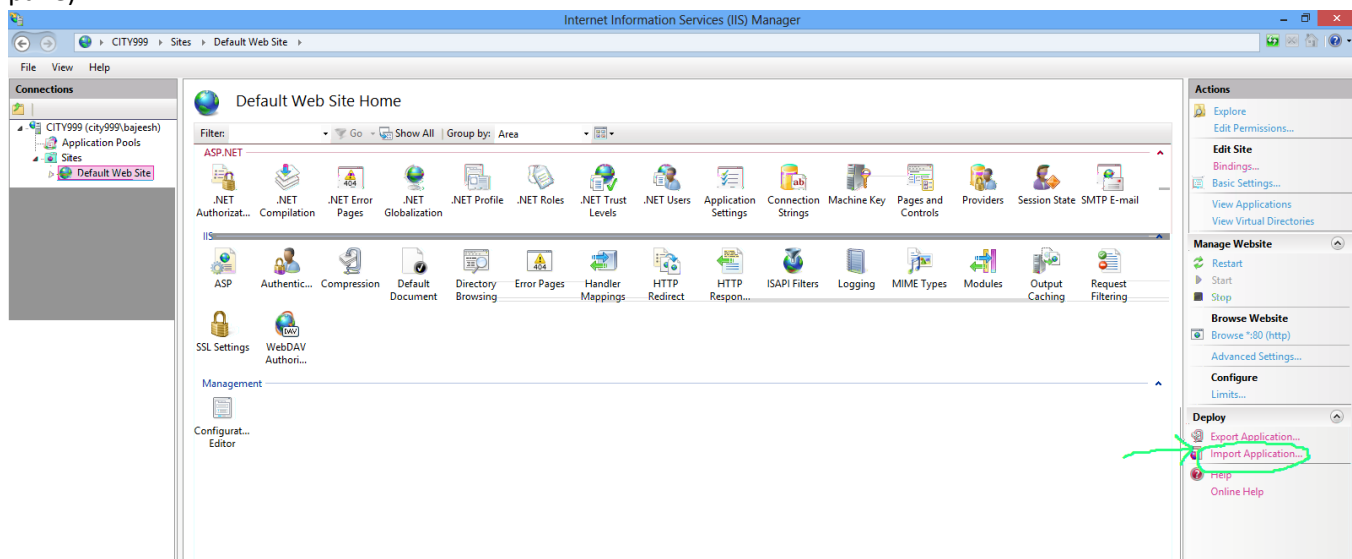 Internet Information Services (IIS) Manager
CITY999 Sites Default Web Site
File View Help
Connections
CITY999 (city999\bajeesh)
Application Pools
Sites
Default Web Site
Default Web Site Home
Filter: Go Show All Group by: Area
ASP.NET
.NET Authorizat...
.NET Compilation
.NET Error Pages
.NET Globalization
.NET Profile
.NET Roles
.NET Trust Levels
.NET Users
Application Settings
Connection Strings
Machine Key
Pages and Controls
Providers
Session State
SMTP E-mail
IIS
ASP
Authentic...
Compression
Default Document
Directory Browsing
Error Pages
Handler Mappings
HTTP Redirect
HTTP Respon...
ISAPI Filters
Logging
MIME Types
Modules
Output Caching
Request Filtering
SSL Settings
WebDAV Authori...
Management
Configurat... Editor
Actions
Explore
Edit Permissions...
Edit Site
Bindings...
Basic Settings...
View Applications
View Virtual Directories
Manage Website
Restart
Start
Stop
Browse Website
Browse *:80 (http)
Advanced Settings...
Configure
Limits...
Deploy
Export Application...
Import Application...
Help
Online Help